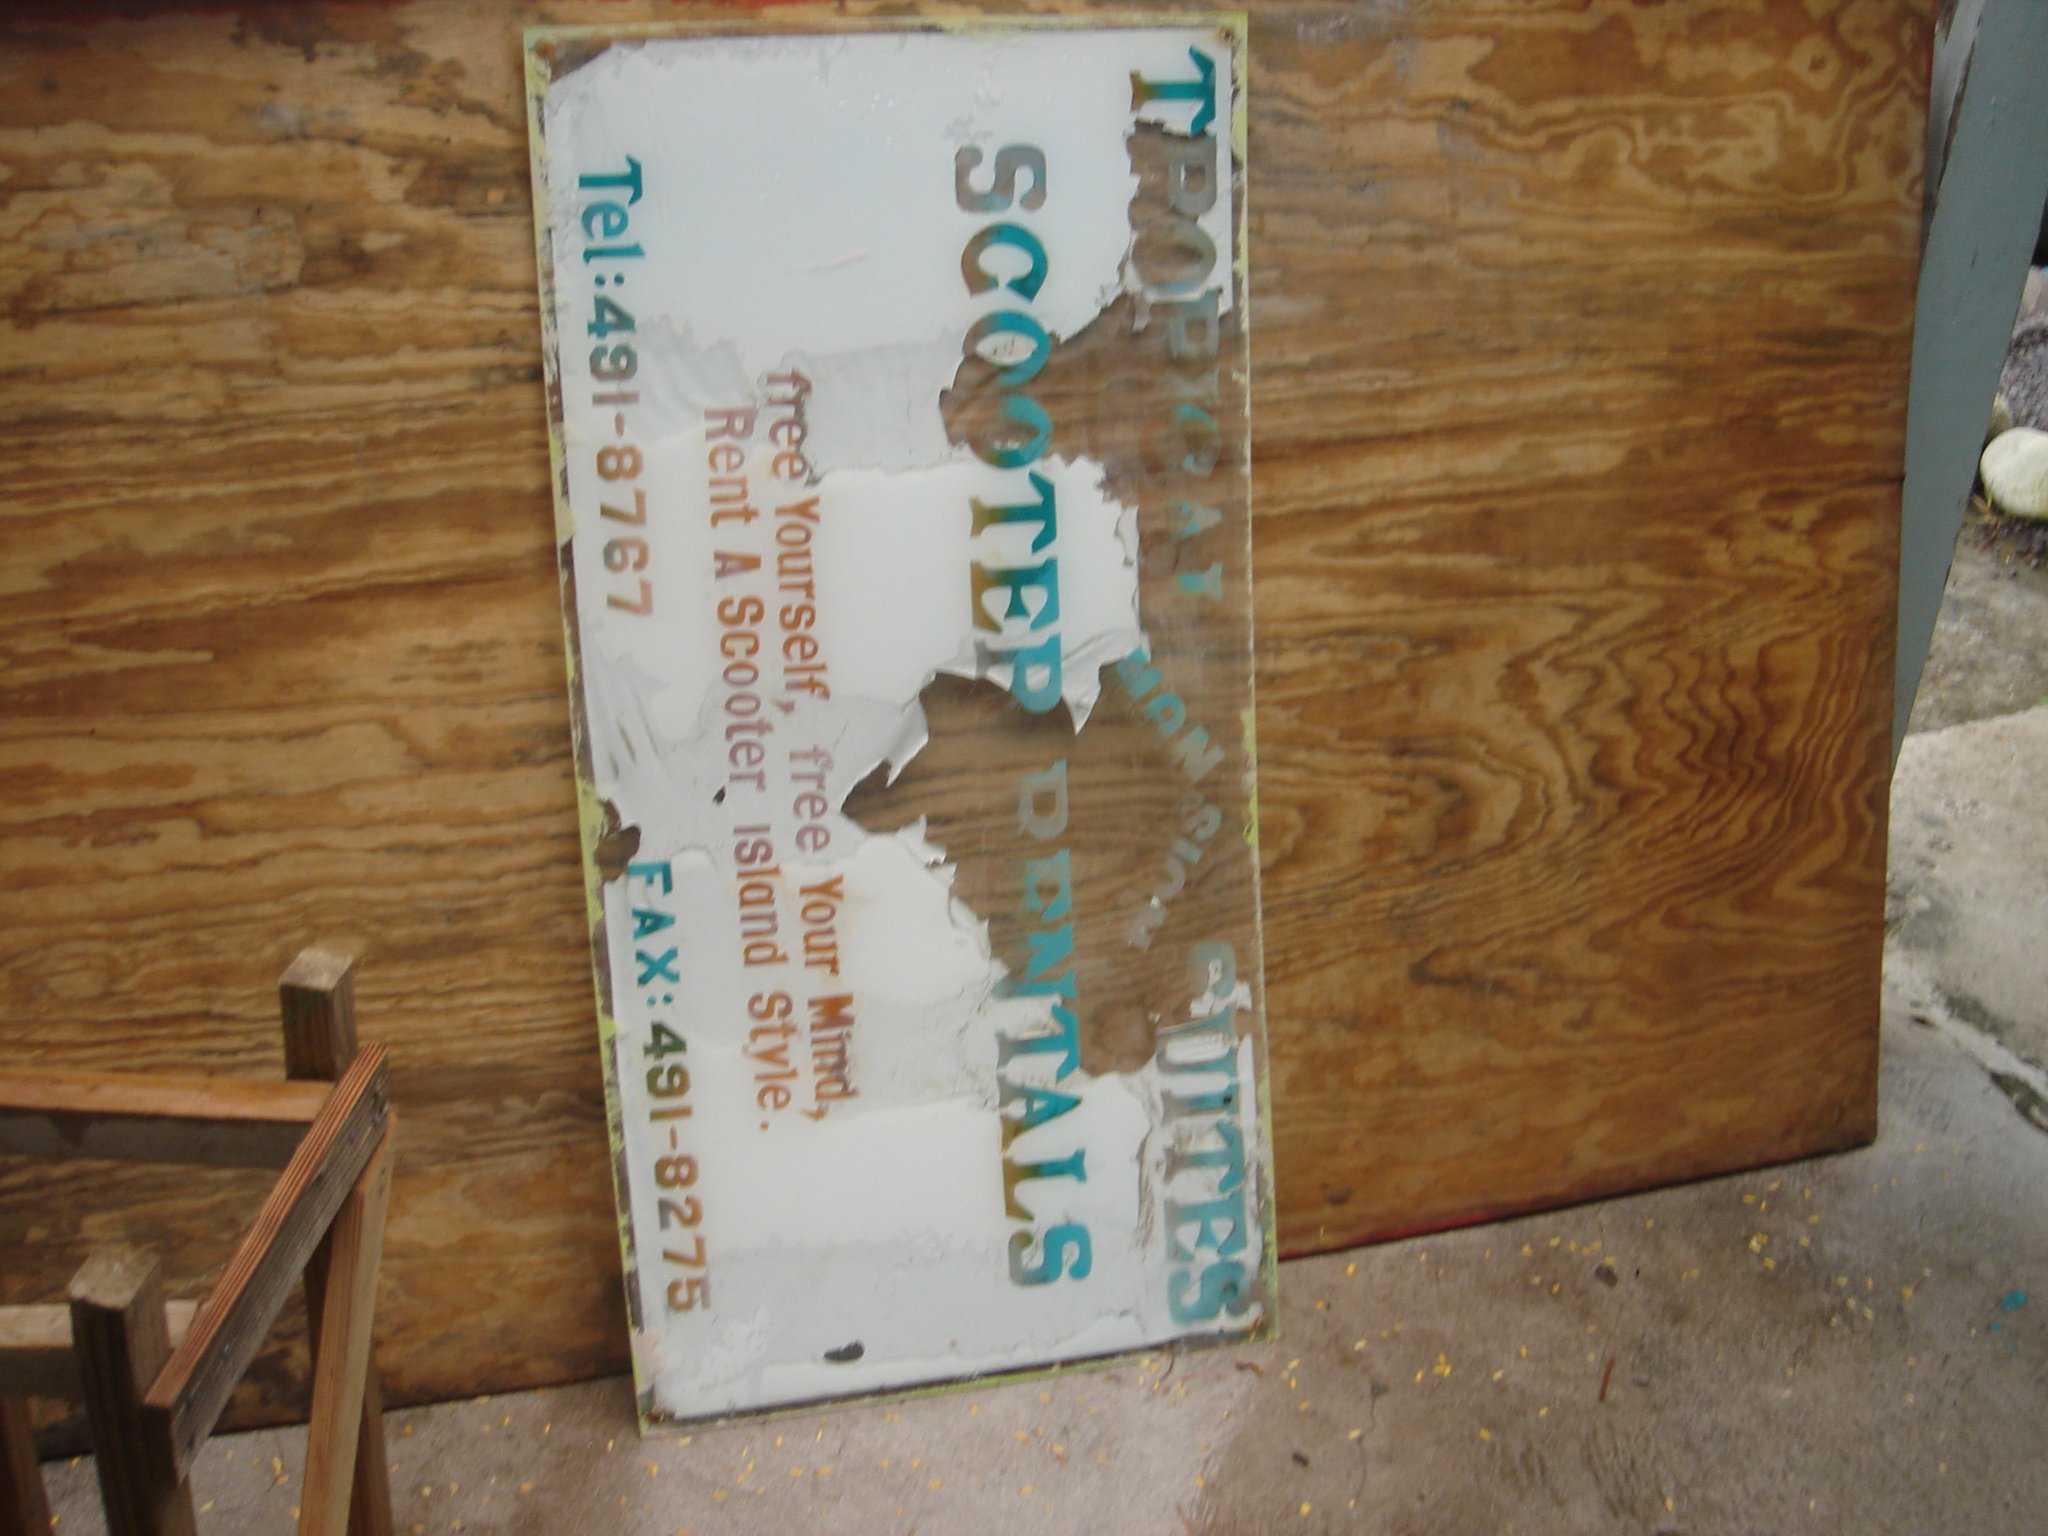 TROPICAL MANSION SUITES
SCOOTER RENTALS
free Yourself, free Your Mind,
Rent A Scooter, island Style.
Tel:491-8767 FAX:491-8275